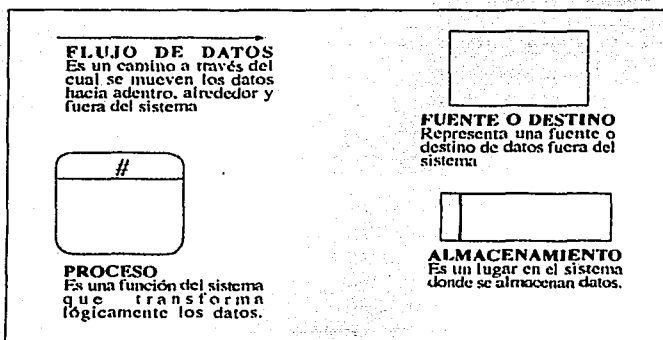 FLUJO DE DATOS
Es un camino a través del
cual se mueven los datos
hacia adentro, alrededor y
fuera del sistema
FUENTE O DESTINO
Representa una fuente o
destino de datos fuera del
sistema
#
PROCESO
Es una función del sistema
que transforma
lógicamente los datos.
ALMACENAMIENTO
Es un lugar en el sistema
donde se almacenan datos.